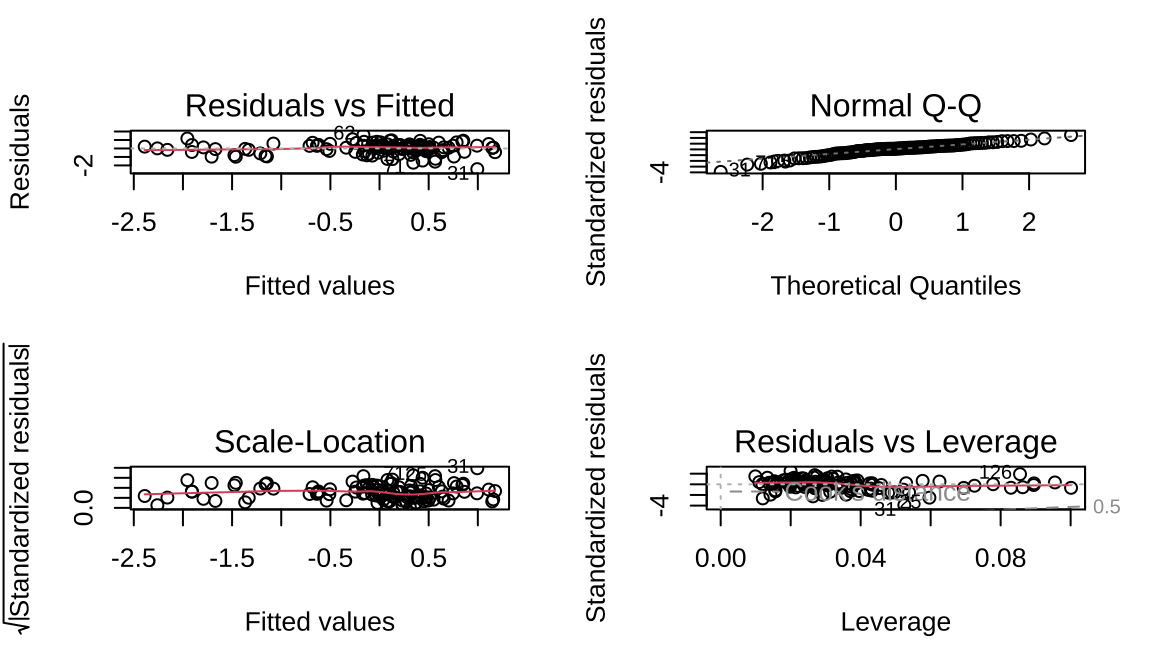 Residuals vs Fitted
Residuals
-2
62
71
31
-2.5 -1.5 -0.5 0.5
Fitted values
Normal Q-Q
Standardized residuals
-4
31
-2 -1 0 1 2
Theoretical Quantiles
Scale-Location
√|Standardized residuals|
0.0
31
-2.5 -1.5 -0.5 0.5
Fitted values
Residuals vs Leverage
Standardized residuals
-4
126
Cook's distance
31
0.5
0.00 0.04 0.08
Leverage